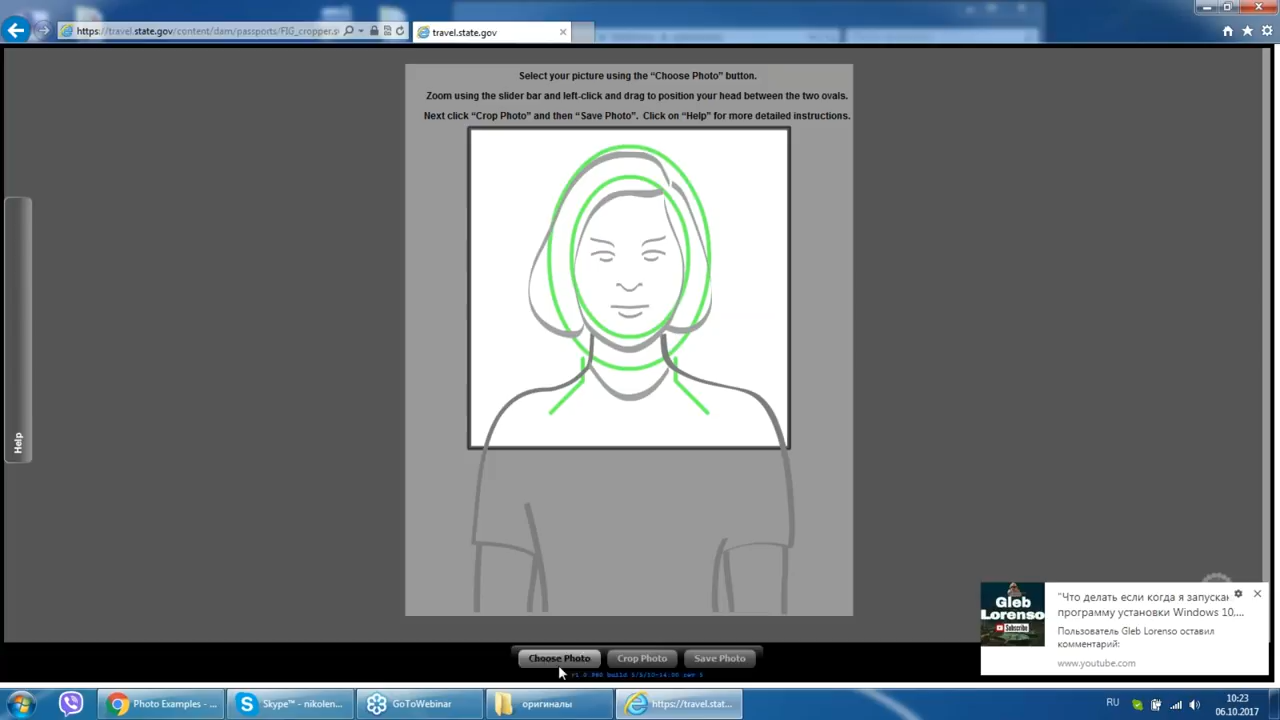 https://travel.state.gov/content/dam/passports/FIG_cropper.s
travel.state.gov
Select your picture using the “Choose Photo” button.
Zoom using the slider bar and left-click and drag to position your head between the two ovals.
Next click “Crop Photo” and then “Save Photo”. Click on “Help” for more detailed instructions.
Help
Gleb
Lorenso
Subscribe
"Что делать если когда я запускаю
программу установки Windows 10,...
Пользователь Gleb Lorenso оставил
комментарий:
www.youtube.com
Choose Photo
Crop Photo
Save Photo
Photo Examples - ...
Skype™ - nikolen...
GoToWebinar
оригиналы
https://travel.stat...
RU
10:23
06.10.2017